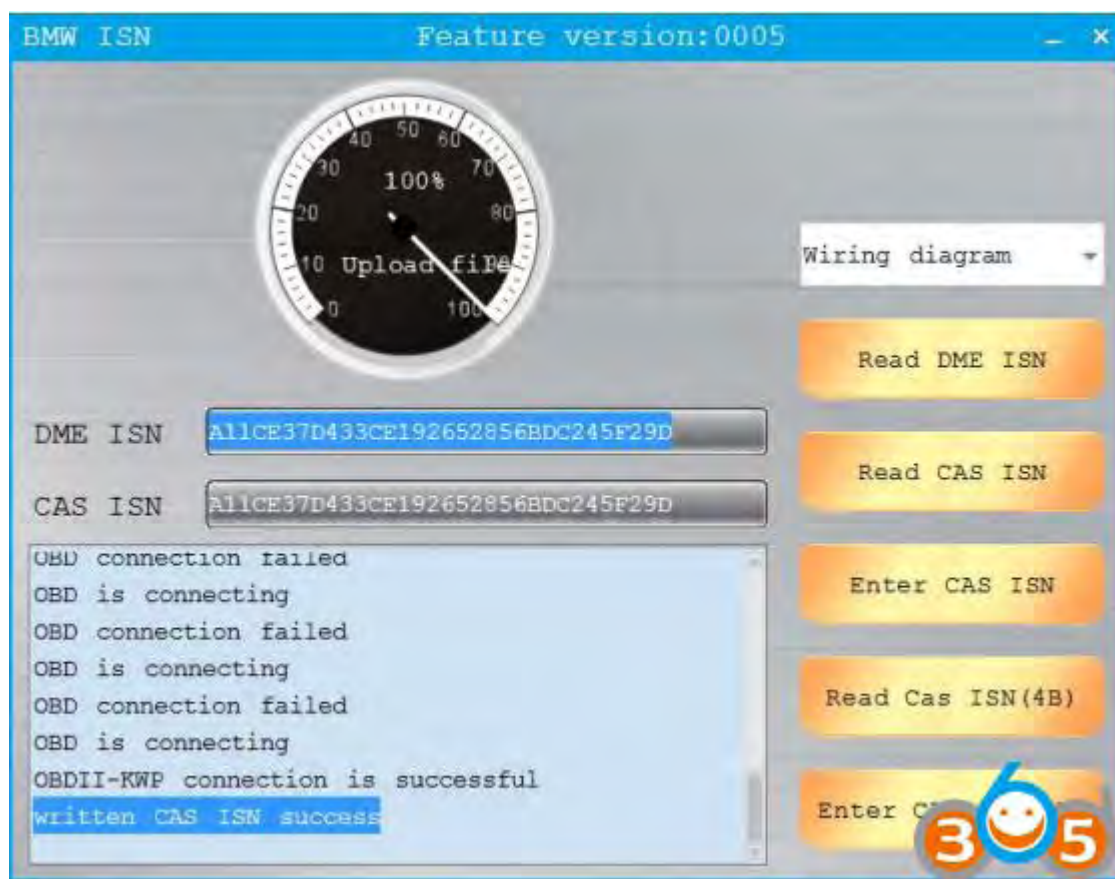 BMW ISN Feature version:0005
50
40 60
30 100% 70
20 80
10 Upload file 90
0 100
Wiring diagram
Read DME ISN
DME ISN A11CE37D433CE192652856BDC245F29D
Read CAS ISN
CAS ISN A11CE37D433CE192652856BDC245F29D
OBD connection failed
OBD is connecting
Enter CAS ISN
OBD connection failed
OBD is connecting
OBD connection failed
Read Cas ISN(4B)
OBD is connecting
OBDII-KWP connection is successful
written CAS ISN success
Enter
365